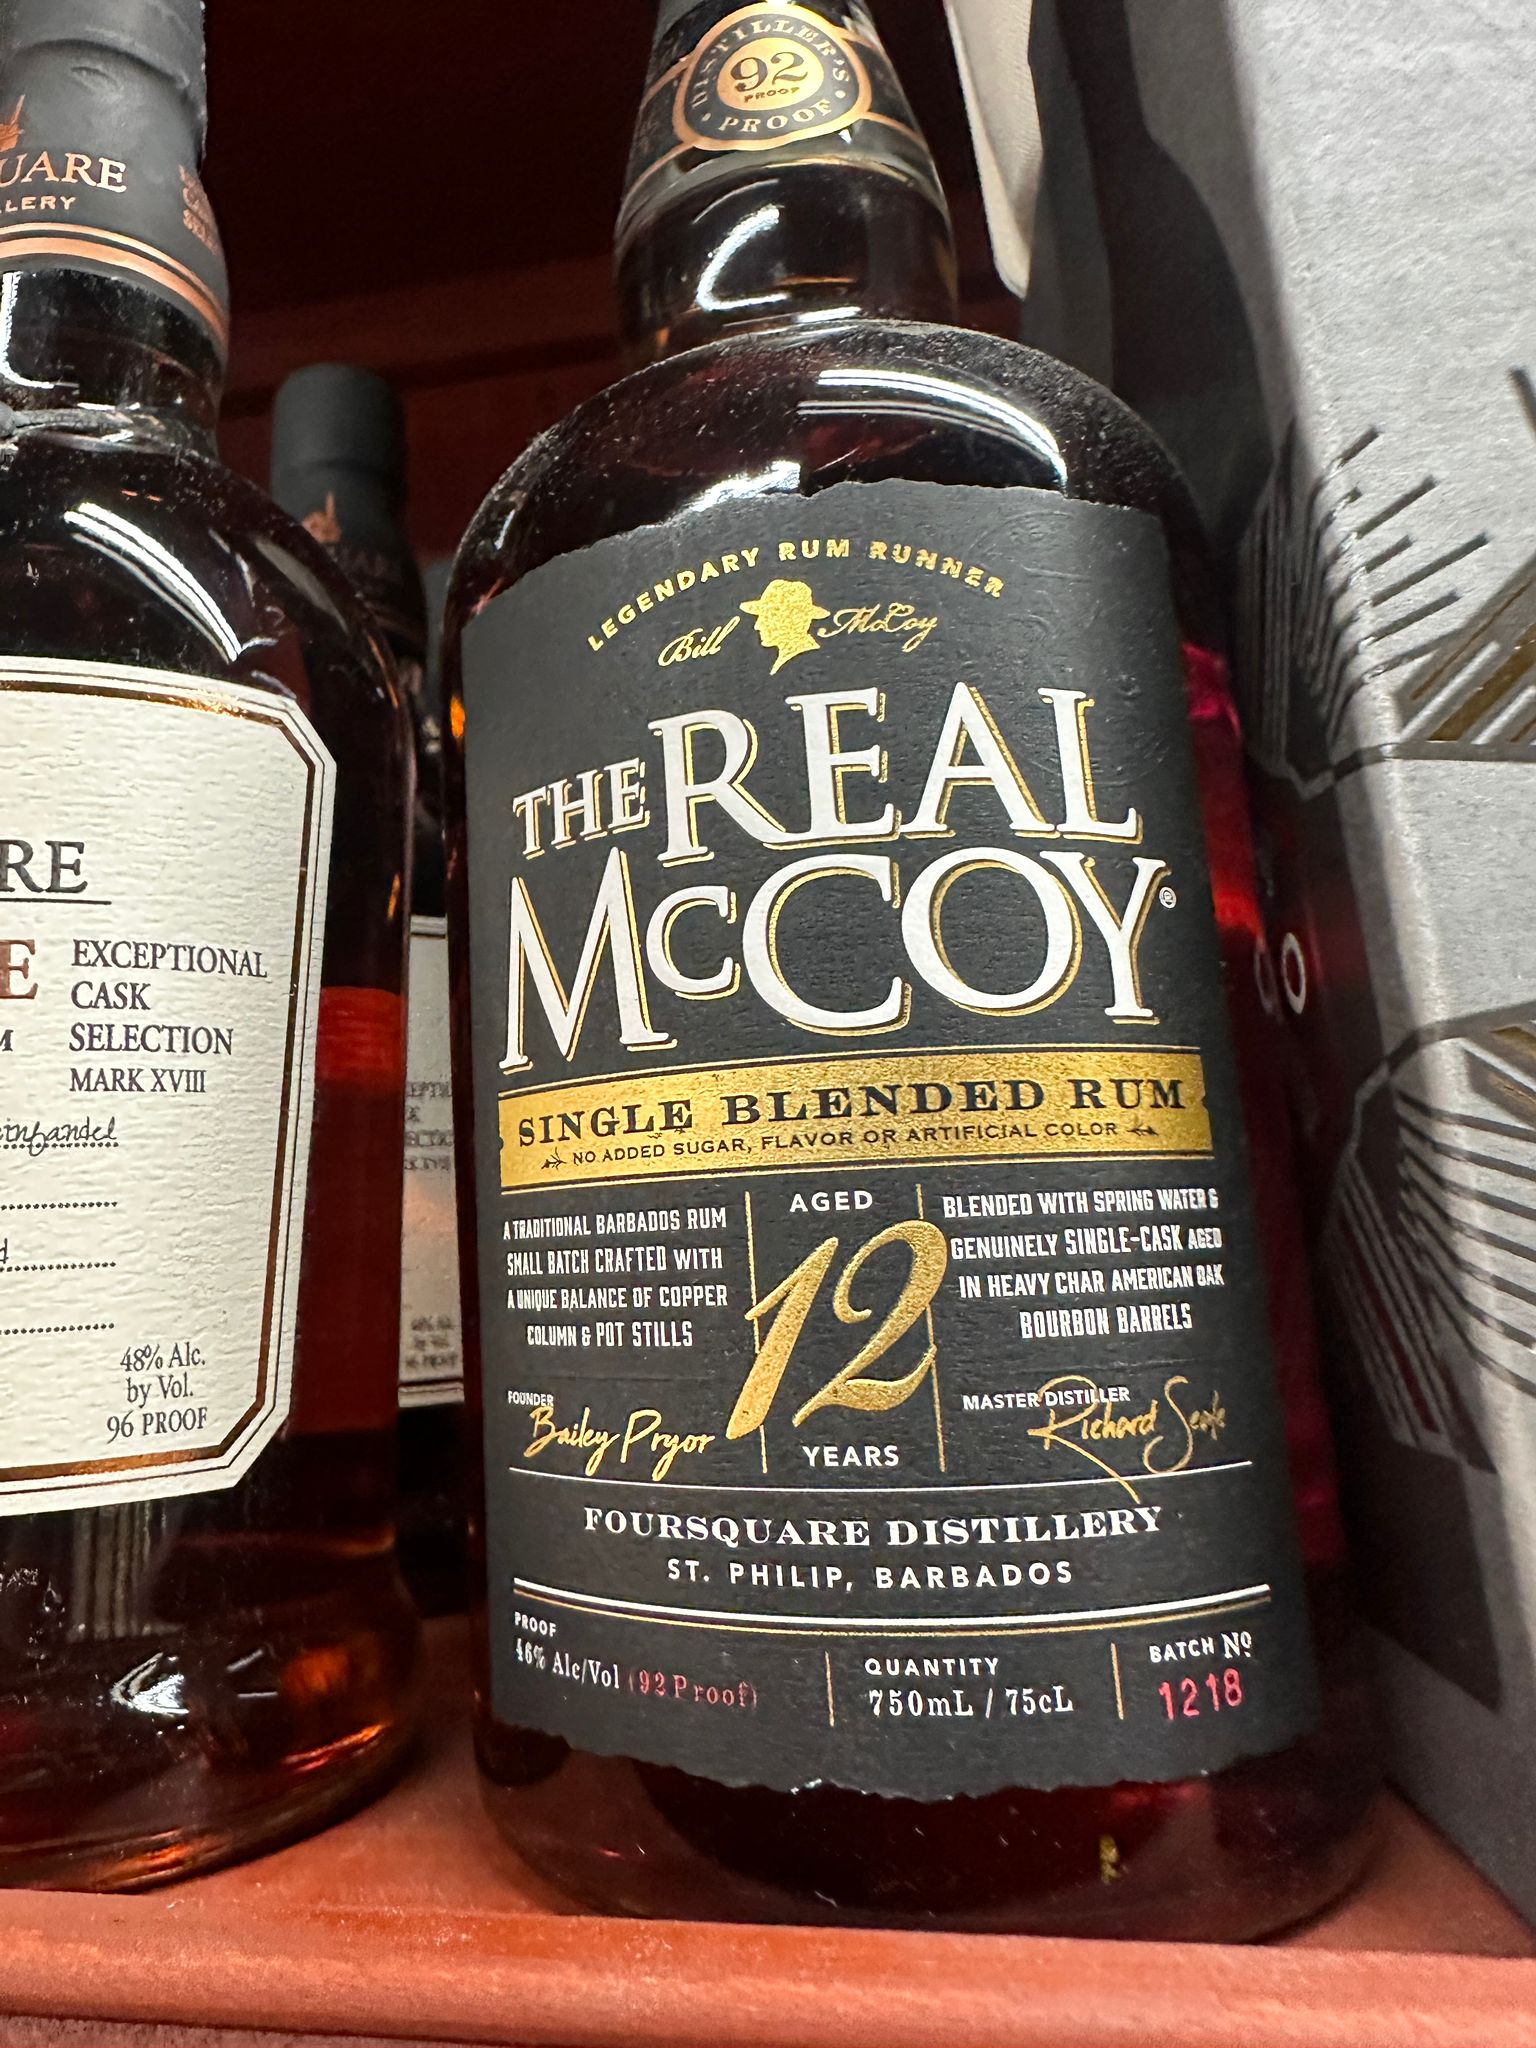 DISTILLER'S PROOF
92
PROOF
UARE
LLERY
LEGENDARY RUM RUNNER
Bill McCoy
THE REAL
McCOY®
SINGLE BLENDED RUM
NO ADDED SUGAR, FLAVOR OR ARTIFICIAL COLOR
A TRADITIONAL BARBADOS RUM
SMALL BATCH CRAFTED WITH
A UNIQUE BALANCE OF COPPER
COLUMN & POT STILLS
AGED
12
YEARS
BLENDED WITH SPRING WATER &
GENUINELY SINGLE-CASK AGED
IN HEAVY CHAR AMERICAN OAK
BOURBON BARRELS
FOUNDER
Bailey Pryor
MASTER DISTILLER
Richard Seale
FOURSQUARE DISTILLERY
ST. PHILIP, BARBADOS
PROOF
46% Alc/Vol (92 Proof)
QUANTITY
750mL / 75cL
BATCH No
1218
RE
E
M
EXCEPTIONAL
CASK
SELECTION
MARK XVIII
infandel
d
48% Alc.
by Vol.
96 PROOF